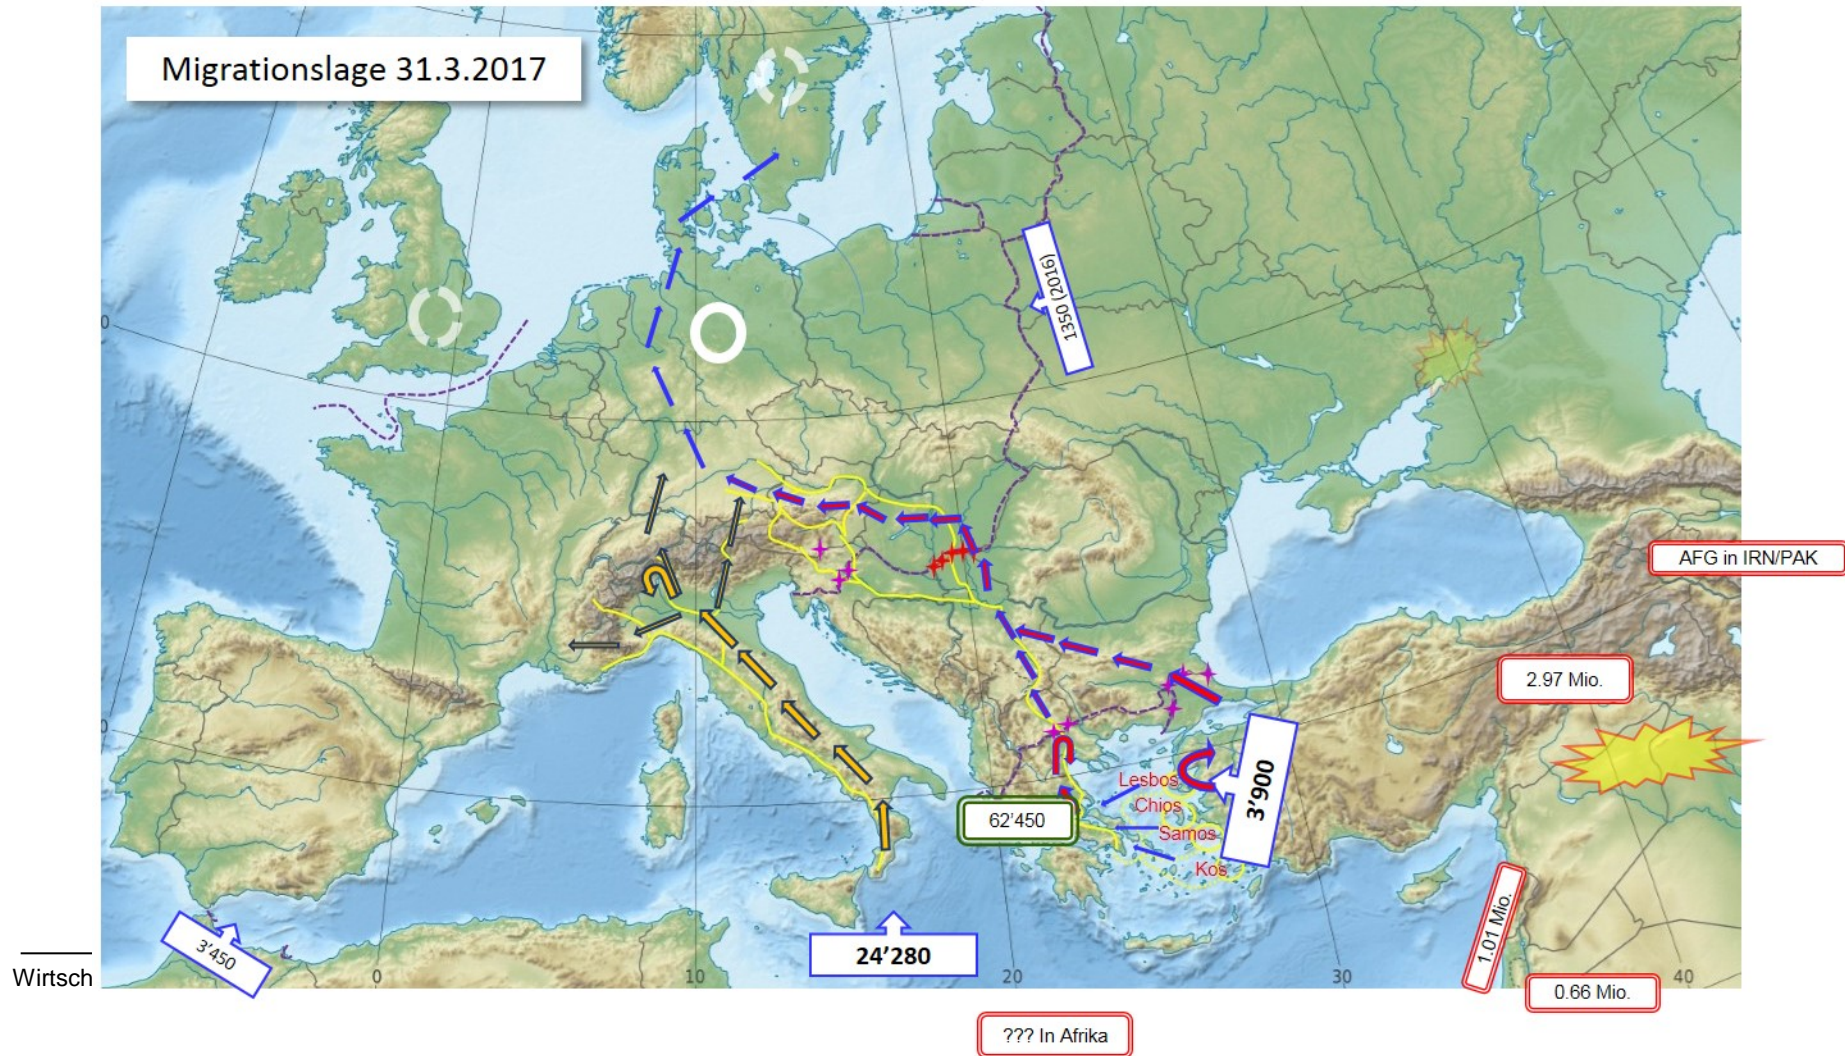 Migrationslage 31.3.2017
1350 (2016)
0
AFG in IRN/PAK
2.97 Mio.
0
Lesbos
3'900
Chios
62'450
Samos
Kos
1.01 Mio.
3'450
24'280
Wirtsch
0
10
20
30
40
0.66 Mio.
??? In Afrika